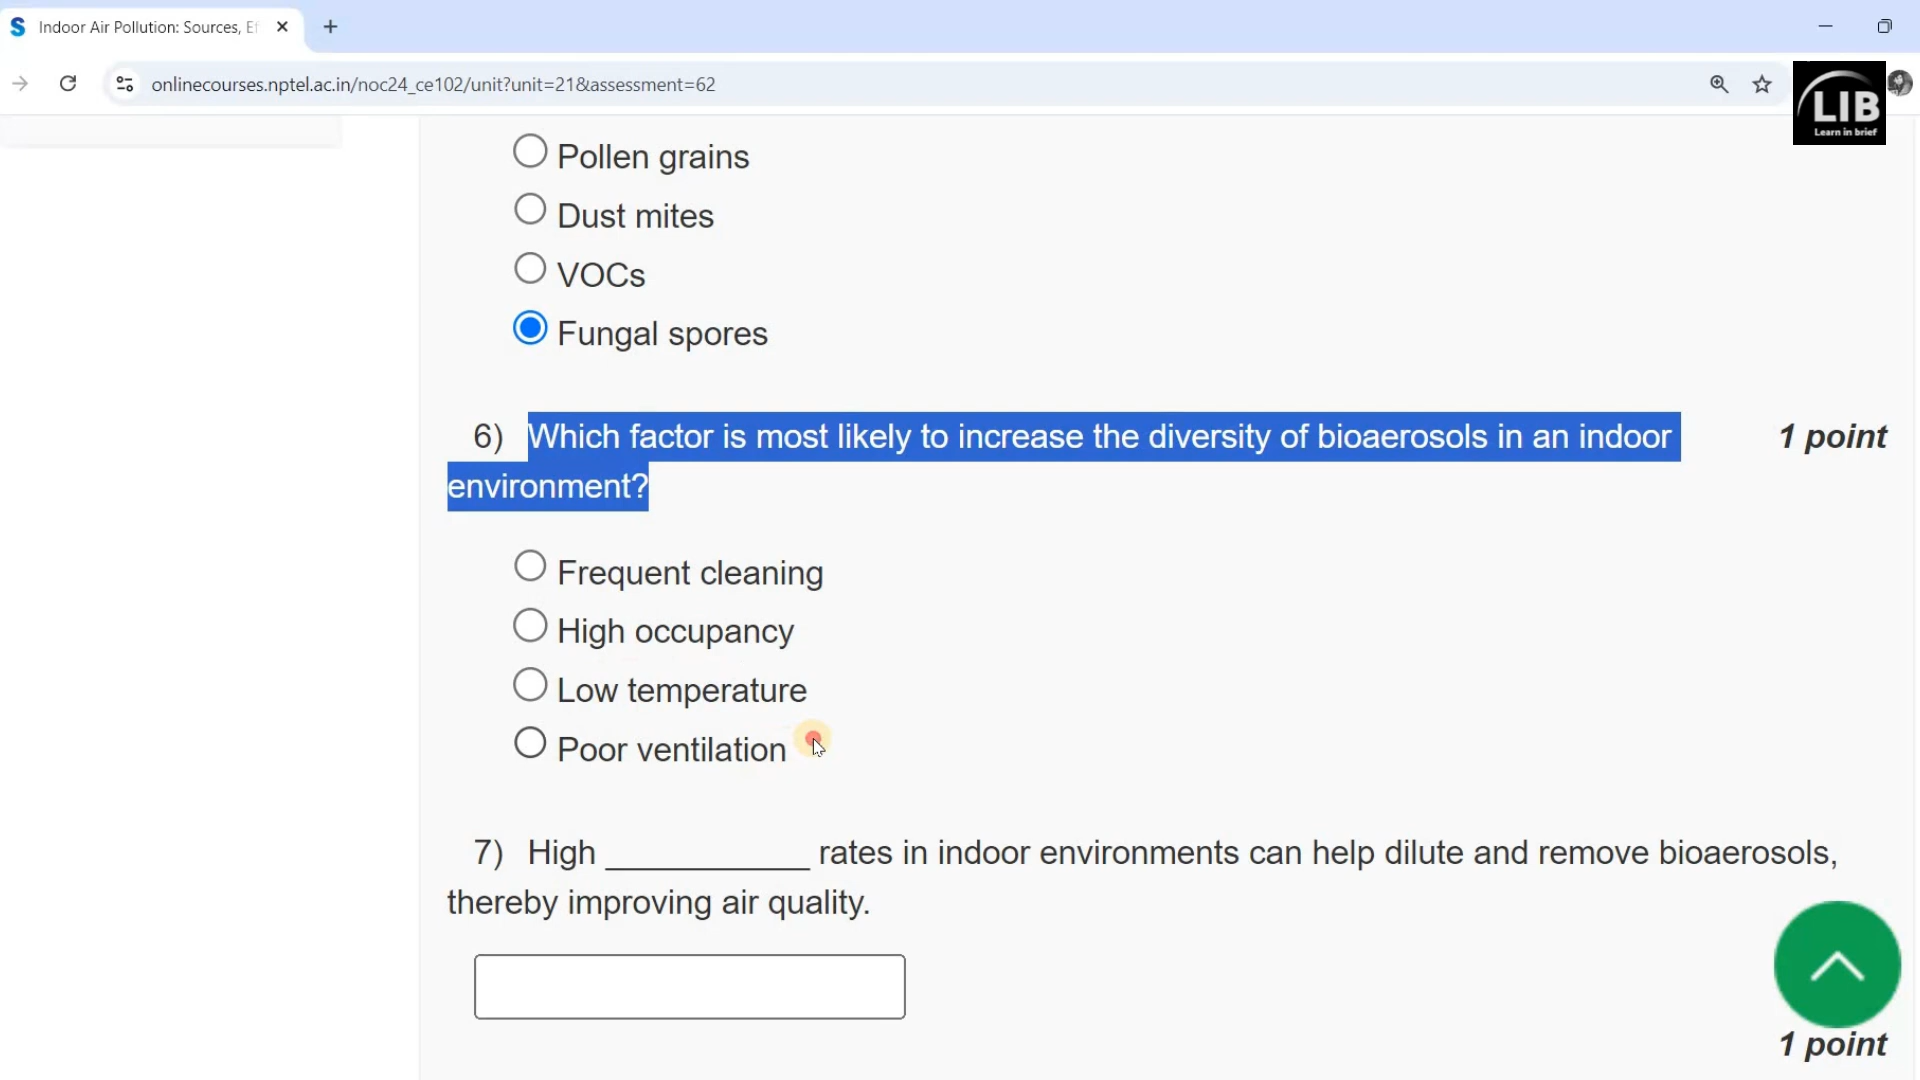 Indoor Air Pollution: Sources, Ef
onlinecourses.nptel.ac.in/noc24_ce102/unit?unit=21&assessment=62
LIB
Learn in brief
Pollen grains
Dust mites
VOCs
Fungal spores
6) Which factor is most likely to increase the diversity of bioaerosols in an indoor 1 point
environment?
Frequent cleaning
High occupancy
Low temperature
Poor ventilation
7) High ___________ rates in indoor environments can help dilute and remove bioaerosols,
thereby improving air quality.
1 point